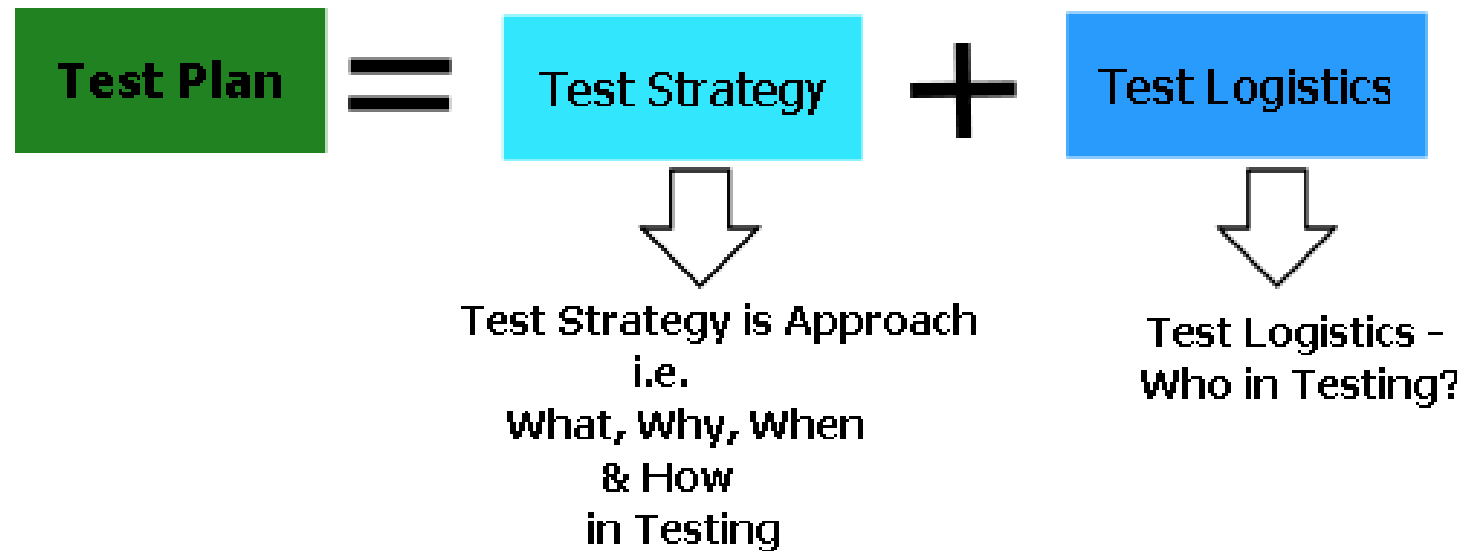 Test Plan = Test Strategy + Test Logistics
Test Strategy is Approach
i.e.
What, Why, When
& How
in Testing
Test Logistics -
Who in Testing?